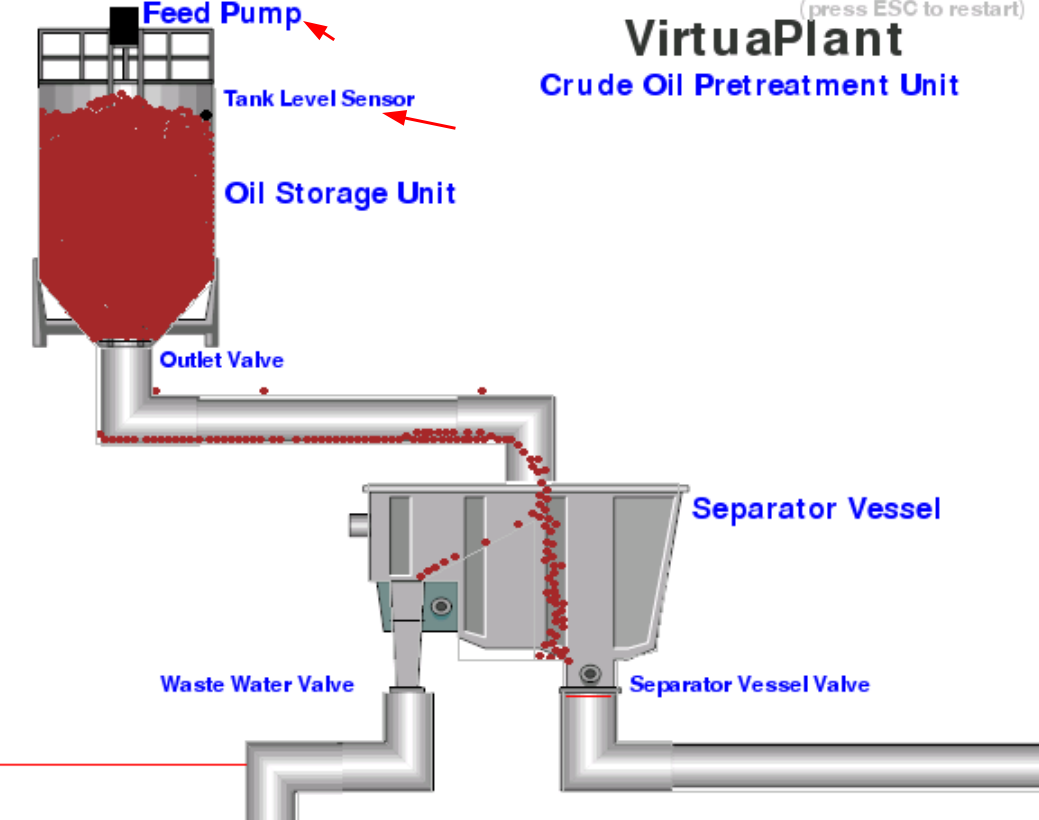 Feed Pump
(press ESC to restart)
VirtuaPlant
Crude Oil Pretreatment Unit
Tank Level Sensor
Oil Storage Unit
Outlet Valve
Separator Vessel
Waste Water Valve
Separator Vessel Valve